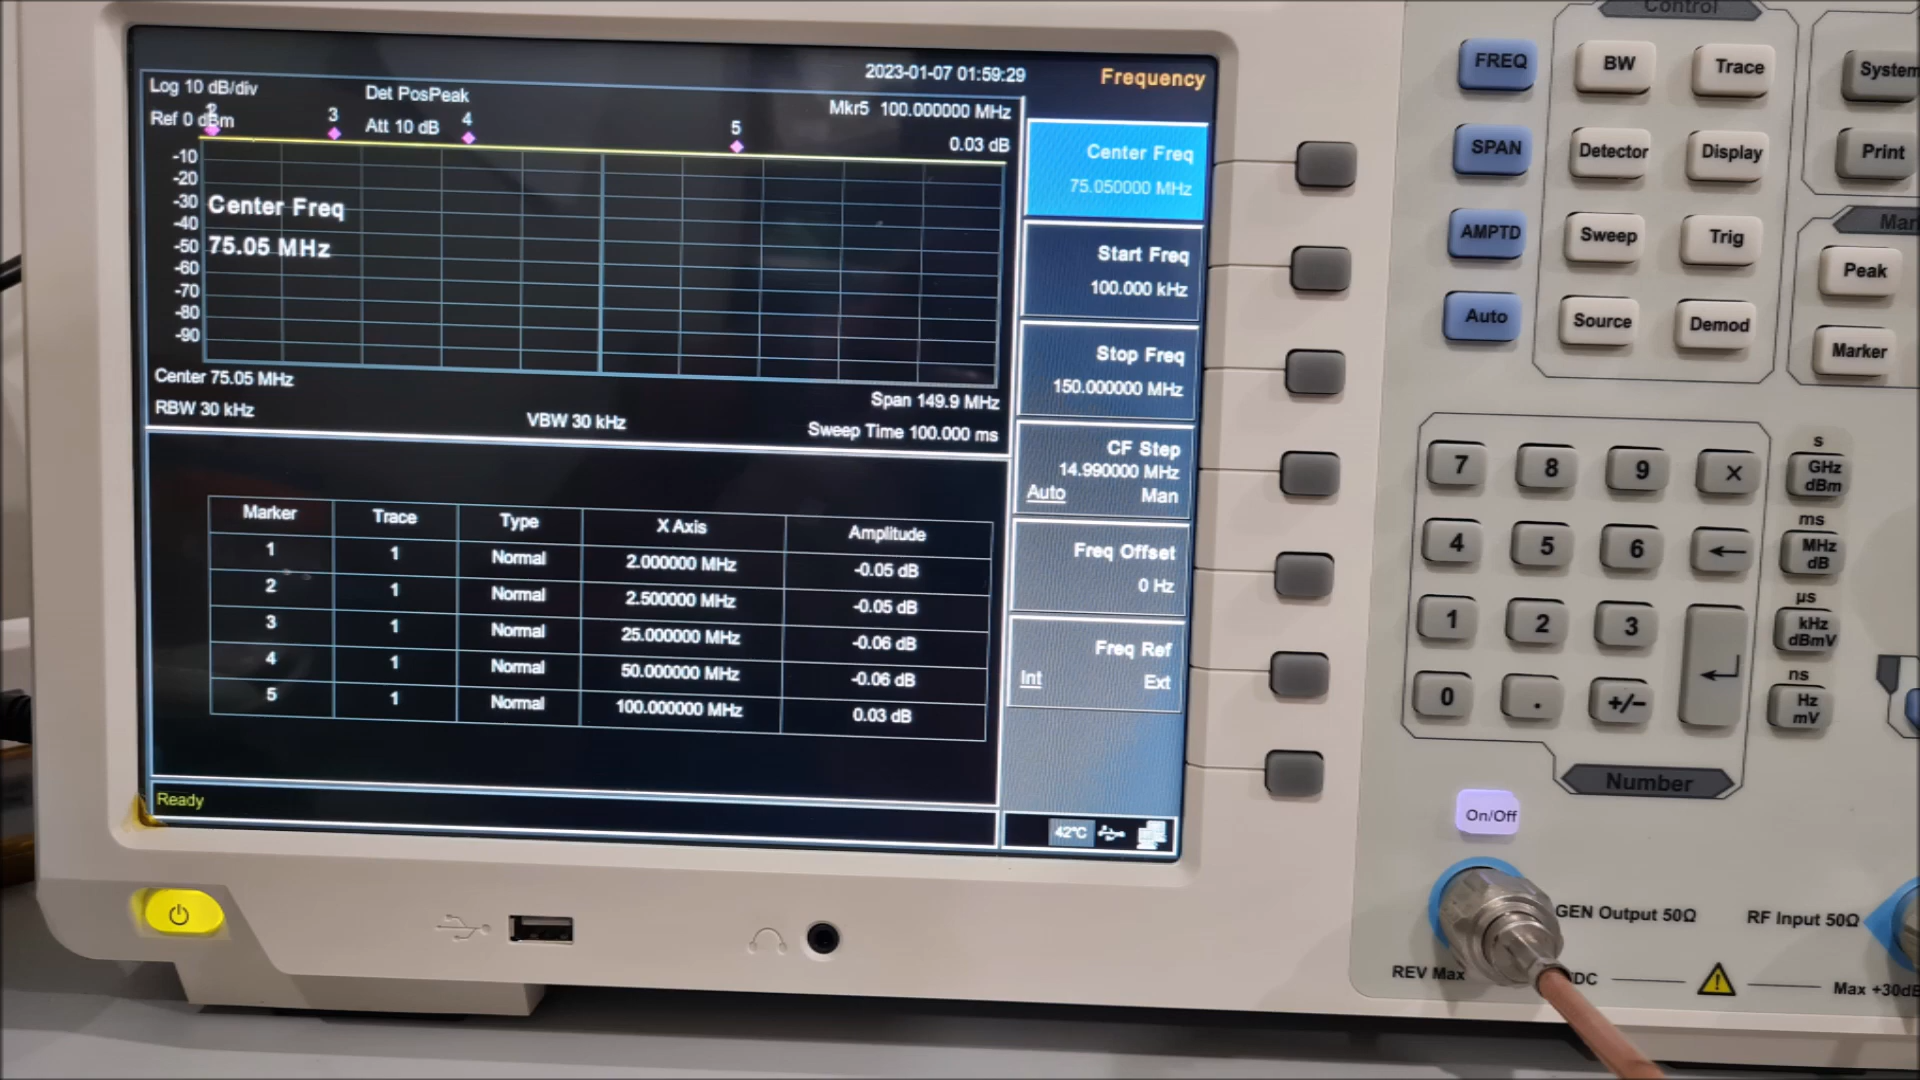 2023-01-07 01:59:29
Frequency
Log 10 dB/div
Det PosPeak
Mkr5 100.000000 MHz
Ref 0 dBm
Att 10 dB
0.03 dB
2
3
4
5
-10
-20
-30
-40
-50
-60
-70
-80
-90
Center Freq
75.05 MHz
Center 75.05 MHz
Span 149.9 MHz
RBW 30 kHz
VBW 30 kHz
Sweep Time 100.000 ms
Marker Trace Type X Axis Amplitude
1 1 Normal 2.000000 MHz -0.05 dB
2 1 Normal 2.500000 MHz -0.05 dB
3 1 Normal 25.000000 MHz -0.06 dB
4 1 Normal 50.000000 MHz -0.06 dB
5 1 Normal 100.000000 MHz 0.03 dB
Ready
Center Freq
75.050000 MHz
Start Freq
100.000 kHz
Stop Freq
150.000000 MHz
CF Step
14.990000 MHz
Auto Man
Freq Offset
0 Hz
Freq Ref
Int Ext
42℃
Control
FREQ BW Trace System
SPAN Detector Display Print
AMPTD Sweep Trig
Auto Source Demod
Mar
Peak
Marker
7 8 9 ×
4 5 6 ←
1 2 3
0 . +/-
s
GHz
dBm
ms
MHz
dB
µs
kHz
dBmV
ns
Hz
mV
Number
On/Off
GEN Output 50Ω
RF Input 50Ω
REV Max
DC
Max +30dB